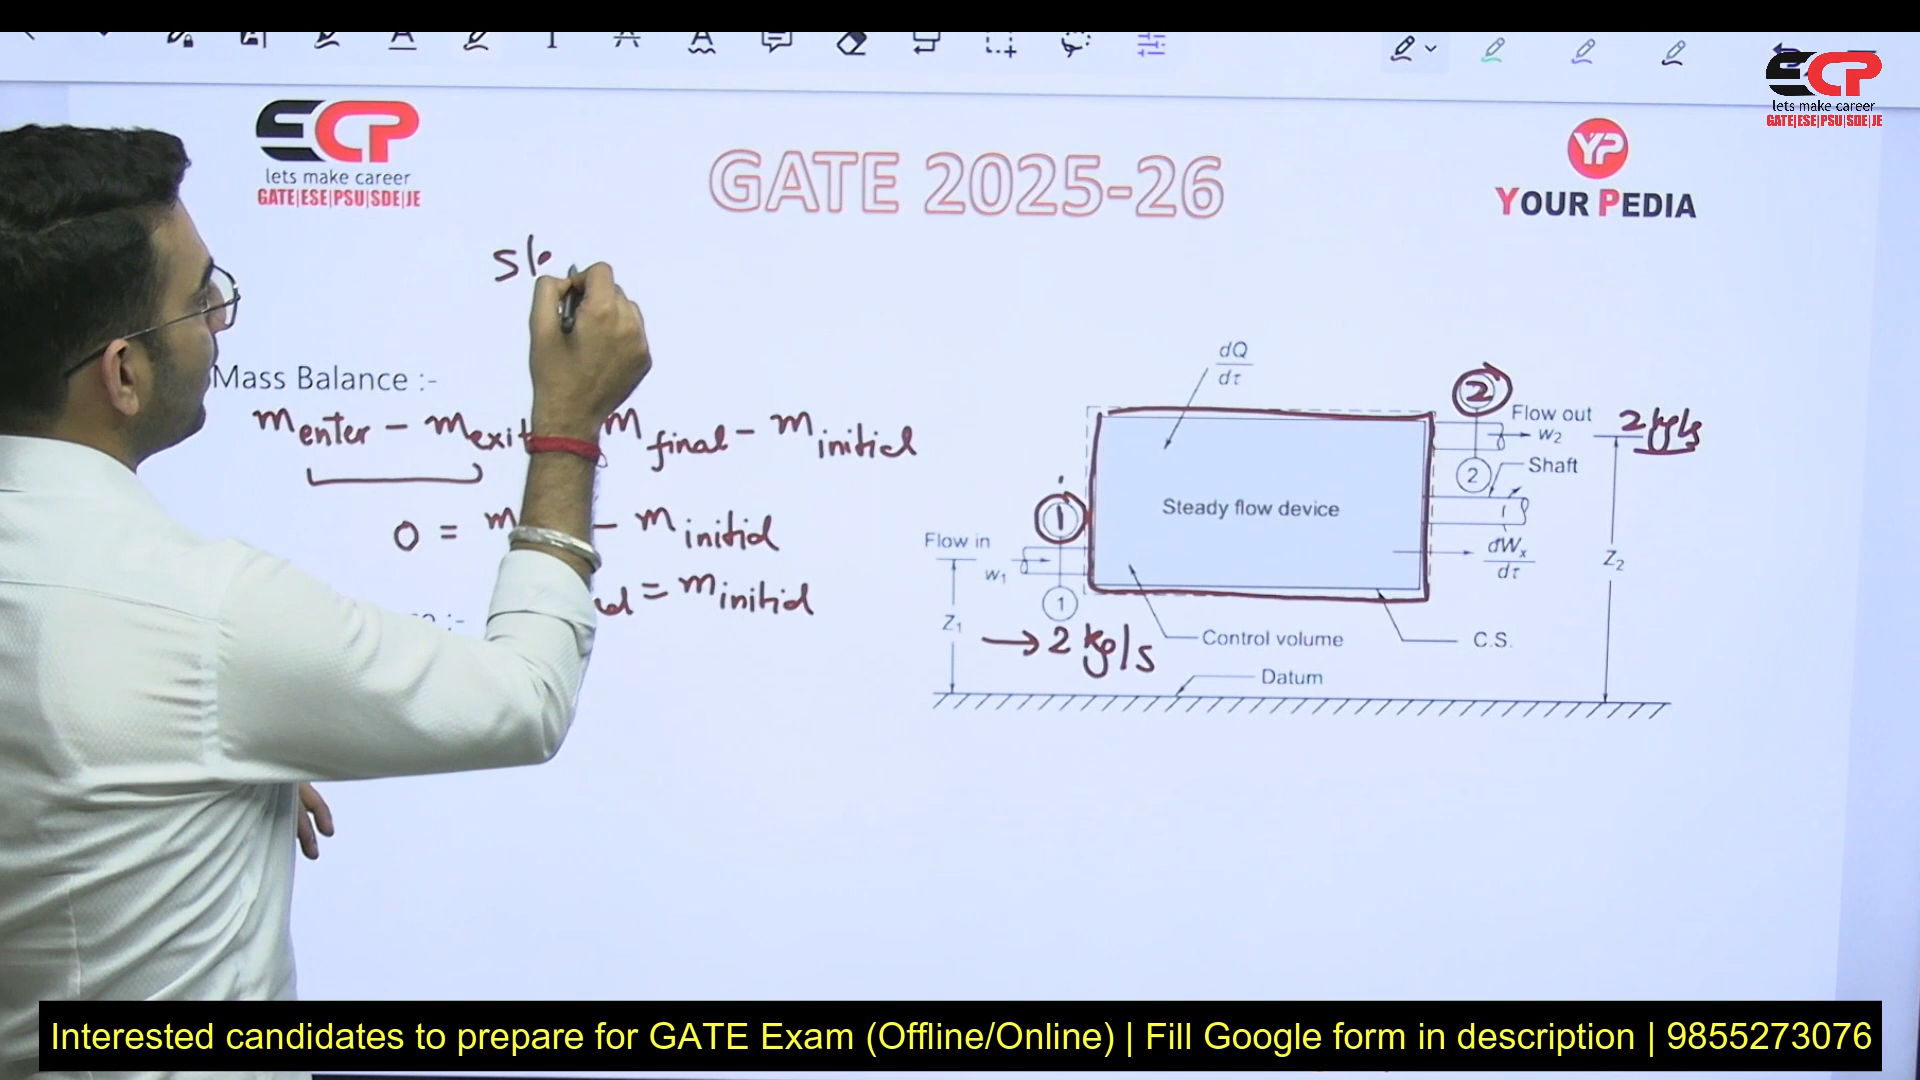 ECP
lets make career
GATE|ESE|PSU|SDE|JE
ECP
lets make career
GATE|ESE|PSU|SDE|JE
GATE 2025-26
YP
YOUR PEDIA
Mass Balance :-
m enter - m exit m final - m initial
0 = m - m initial
= m initial
dQ
dτ
2
Flow out
W2
2 kg/s
2
Shaft
1
Steady flow device
Flow in
W1
dWx
dτ
Z2
1
Z1
→ 2 kg/s
Control volume
C.S.
Datum
Interested candidates to prepare for GATE Exam (Offline/Online) | Fill Google form in description | 9855273076